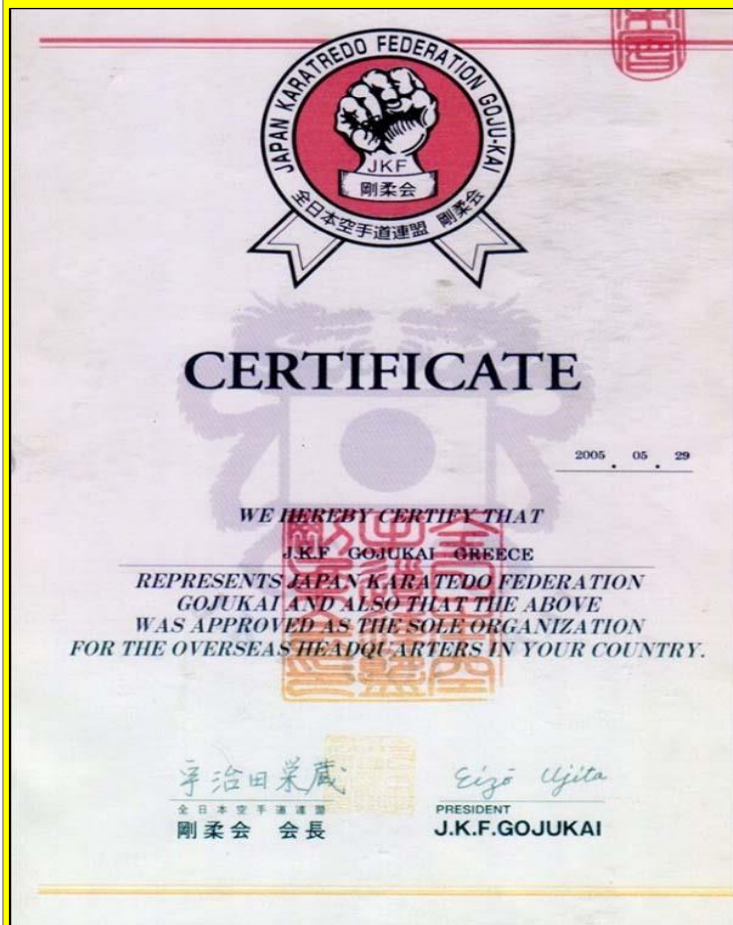 JAPAN KARATREDO FEDERATION GOJU-KAI
JKF
剛柔会
全日本空手道連盟 剛柔会
CERTIFICATE
2005 . 05 . 29
WE HEREBY CERTIFY THAT
J.K.F GOJUKAI GREECE
REPRESENTS JAPAN KARATEDO FEDERATION
GOJUKAI AND ALSO THAT THE ABOVE
WAS APPROVED AS THE SOLE ORGANIZATION
FOR THE OVERSEAS HEADQUARTERS IN YOUR COUNTRY.
宇治田栄蔵
全日本空手道連盟
剛柔会 会長
Eizō Ujita
PRESIDENT
J.K.F.GOJUKAI